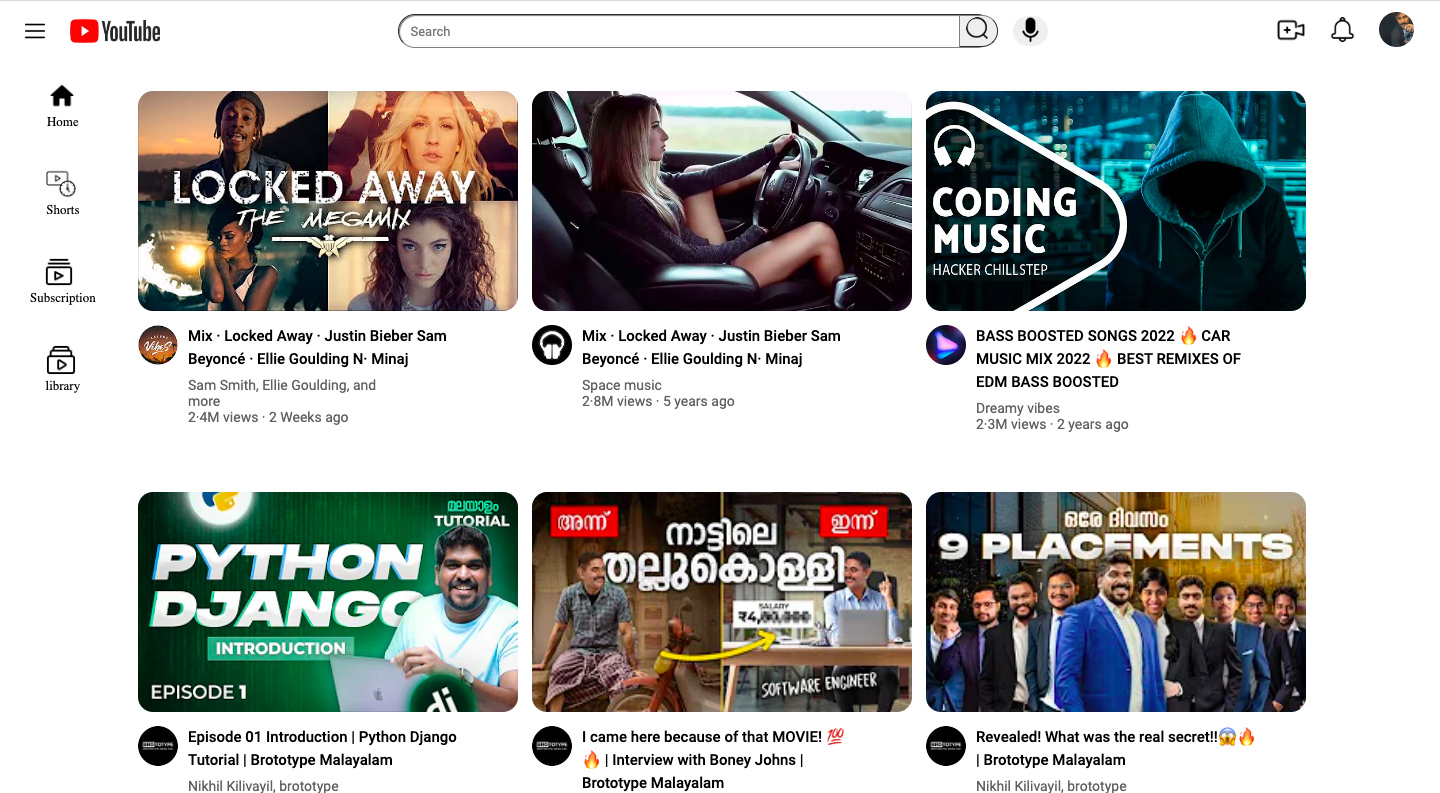 YouTube
Search
Home
Shorts
Subscription
library
LOCKED AWAY
THE MEGAMIX
CODING
MUSIC
HACKER CHILLSTEP
Vibes
Mix · Locked Away · Justin Bieber Sam
Beyoncé · Ellie Goulding N· Minaj
Sam Smith, Ellie Goulding, and
more
2·4M views · 2 Weeks ago
Mix · Locked Away · Justin Bieber Sam
Beyoncé · Ellie Goulding N· Minaj
Space music
2·8M views · 5 years ago
BASS BOOSTED SONGS 2022 🔥 CAR
MUSIC MIX 2022 🔥 BEST REMIXES OF
EDM BASS BOOSTED
Dreamy vibes
2·3M views · 2 years ago
മലയാളം
TUTORIAL
PYTHON
DJANGO
INTRODUCTION
EPISODE 1
dj
അന്ന്
ഇന്ന്
നാട്ടിലെ
തല്ലുകൊള്ളി
SALARY
SOFTWARE ENGINEER
ഒരേ ദിവസം
9 PLACEMENTS
Episode 01 Introduction | Python Django
Tutorial | Brototype Malayalam
Nikhil Kilivayil, brototype
I came here because of that MOVIE! 💯
🔥 | Interview with Boney Johns |
Brototype Malayalam
Revealed! What was the real secret!!😱🔥
| Brototype Malayalam
Nikhil Kilivayil, brototype